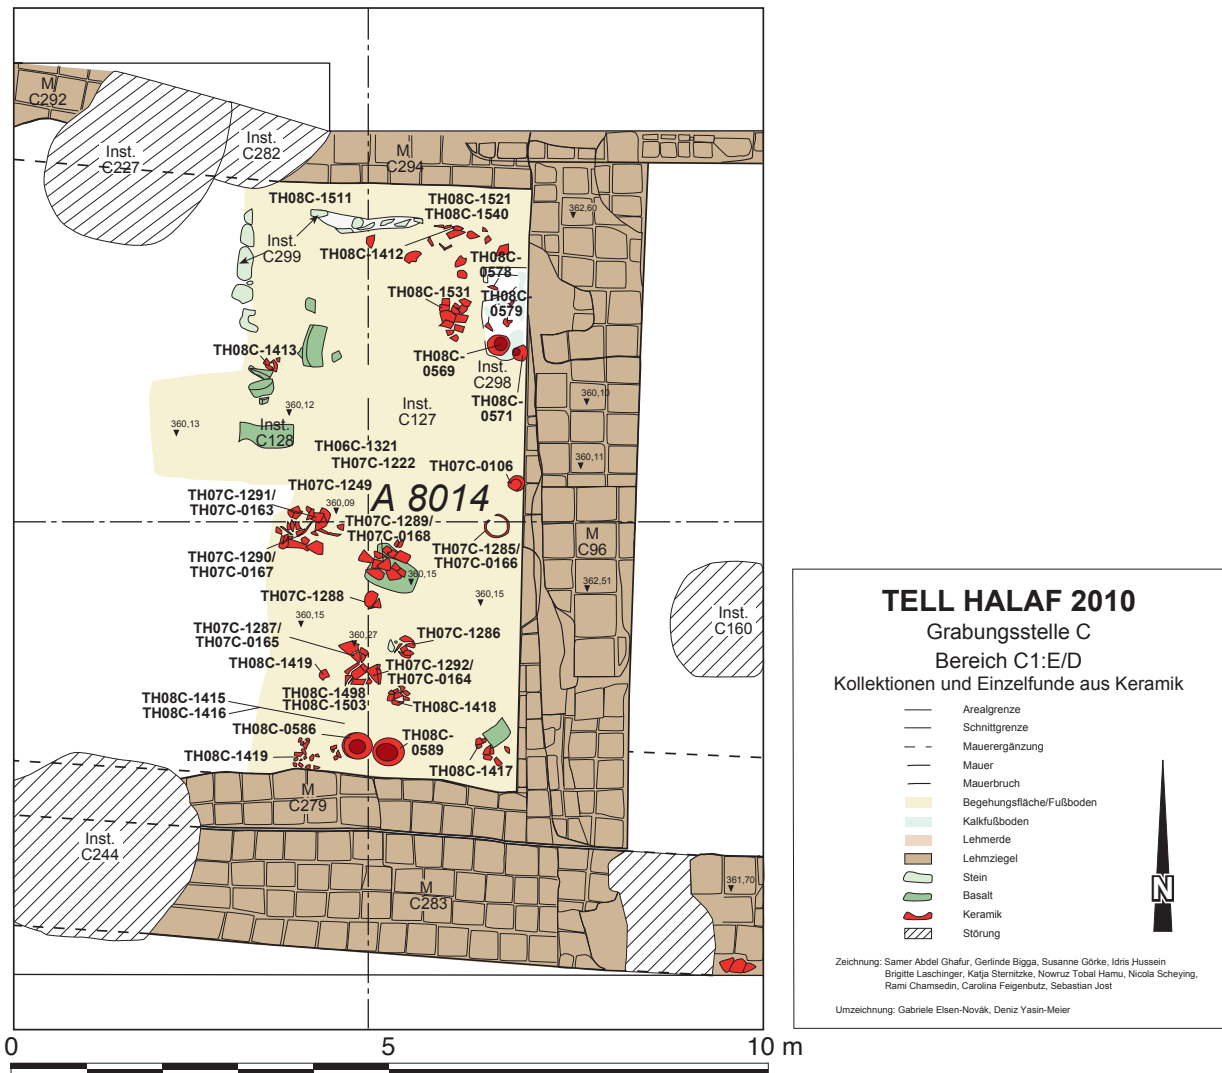 M
C292
Inst.
C227
Inst.
C282
M
C294
TH08C-1511
TH08C-1521
TH08C-1540
362,60
Inst.
C299
TH08C-1412
TH08C-
0578
TH08C-1531
TH08C-
0579
TH08C-1413
TH08C-
0569
Inst.
C298
TH08C-
0571
360,10
360,12
Inst.
C127
360,13
Inst.
C128
TH06C-1321
TH07C-1222
TH07C-0106
360,11
TH07C-1249
TH07C-1291/
TH07C-0163
360,09
A 8014
TH07C-1289/
TH07C-0168
TH07C-1285/
TH07C-0166
M
C96
TH07C-1290/
TH07C-0167
360,15
362,51
TH07C-1288
360,15
360,15
Inst.
C160
TH07C-1287/
TH07C-0165
360,27
TH07C-1286
TH08C-1419
TH07C-1292/
TH07C-0164
TH08C-1498
TH08C-1503
TH08C-1415
TH08C-1416
TH08C-1418
TH08C-0586
TH08C-
0589
TH08C-1419
TH08C-1417
M
C279
Inst.
C244
M
C283
361,70
0 5 10 m
TELL HALAF 2010
Grabungsstelle C
Bereich C1:E/D
Kollektionen und Einzelfunde aus Keramik
Arealgrenze
Schnittgrenze
Mauerergänzung
Mauer
Mauerbruch
Begehungsfläche/Fußboden
Kalkfußboden
Lehmerde
Lehmziegel
Stein
Basalt
Keramik
Störung
N
Zeichnung: Samer Abdel Ghafur, Gerlinde Bigga, Susanne Görke, Idris Hussein
Brigitte Laschinger, Katja Sternitzke, Nowruz Tobal Hamu, Nicola Scheying,
Rami Chamsedin, Carolina Feigenbutz, Sebastian Jost
Umzeichnung: Gabriele Elsen-Novák, Deniz Yasin-Meier